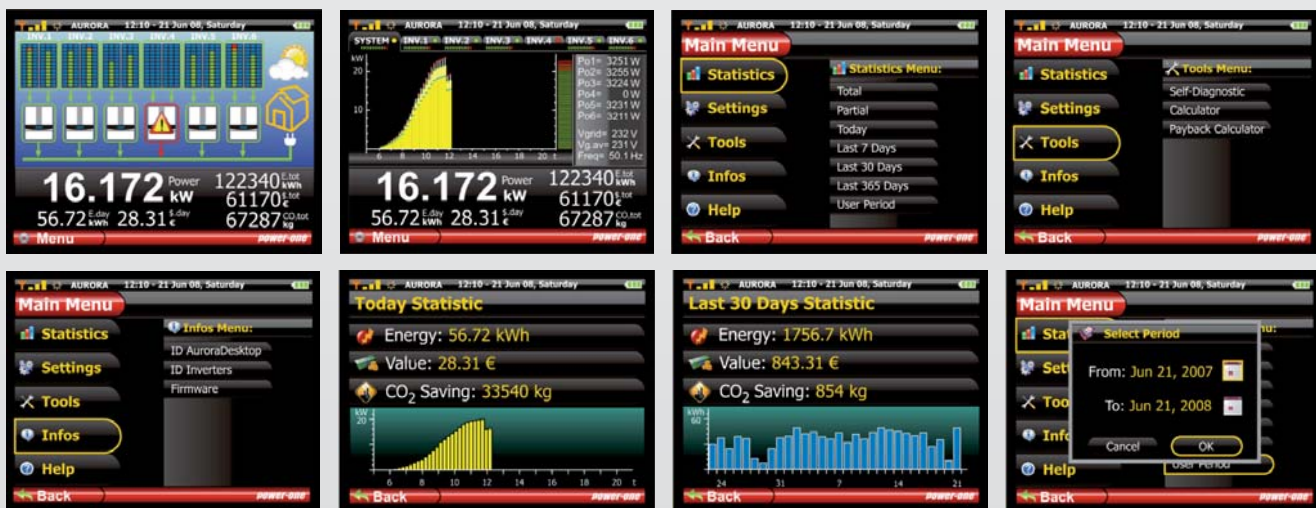 AURORA 12:10 - 21 Jun 08, Saturday
INV.1 INV.2 INV.3 INV.4 INV.5 INV.6
16.172 Power kW
122340 E.tot kWh
61170 $.tot €
56.72 E.day kWh 28.31 $.day €
67287 CO2.tot kg
Menu power-one
AURORA 12:10 - 21 Jun 08, Saturday
SYSTEM INV.1 INV.2 INV.3 INV.4 INV.5 INV.6
kW
20
10
6 8 10 12 14 16 18 20 t
Po1= 3251 W
Po2= 3255 W
Po3= 3224 W
Po4= 0 W
Po5= 3231 W
Po6= 3211 W
Vgrid= 232 V
Vg.av= 231 V
Freq= 50.1 Hz
16.172 Power kW
122340 E.tot kWh
61170 $.tot €
56.72 E.day kWh 28.31 $.day €
67287 CO2.tot kg
Menu power-one
AURORA 12:10 - 21 Jun 08, Saturday
Main Menu
Statistics
Settings
Tools
Infos
Help
Statistics Menu:
Total
Partial
Today
Last 7 Days
Last 30 Days
Last 365 Days
User Period
Back power-one
AURORA 12:10 - 21 Jun 08, Saturday
Main Menu
Statistics
Settings
Tools
Infos
Help
Tools Menu:
Self-Diagnostic
Calculator
Payback Calculator
Back power-one
AURORA 12:10 - 21 Jun 08, Saturday
Main Menu
Statistics
Settings
Tools
Infos
Help
Infos Menu:
ID AuroraDesktop
ID Inverters
Firmware
Back power-one
AURORA 12:10 - 21 Jun 08, Saturday
Today Statistic
Energy: 56.72 kWh
Value: 28.31 €
CO2 Saving: 33540 kg
kW
20
6 8 10 12 14 16 18 20 t
Back power-one
AURORA 12:10 - 21 Jun 08, Saturday
Last 30 Days Statistic
Energy: 1756.7 kWh
Value: 843.31 €
CO2 Saving: 854 kg
kWh
60
24 31 7 14 21
Back power-one
AURORA 12:10 - 21 Jun 08, Saturday
Main Menu
Stat
Sett
Too
Info
Help
nu:
Select Period
From: Jun 21, 2007
To: Jun 21, 2008
Cancel OK
User Period
Back power-one